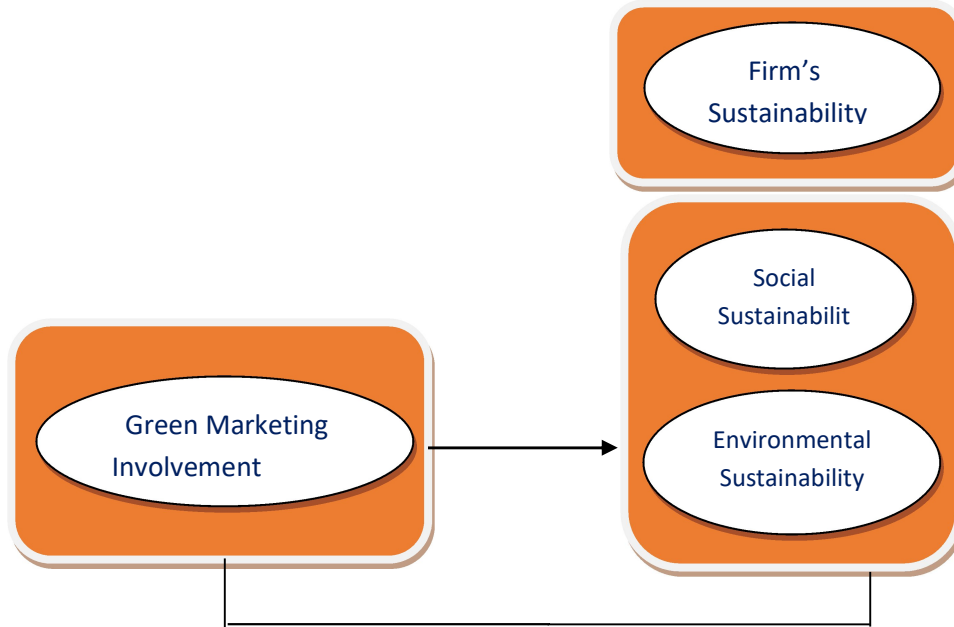 Firm’s
Sustainability
Social
Sustainabilit
Green Marketing
Involvement
Environmental
Sustainability